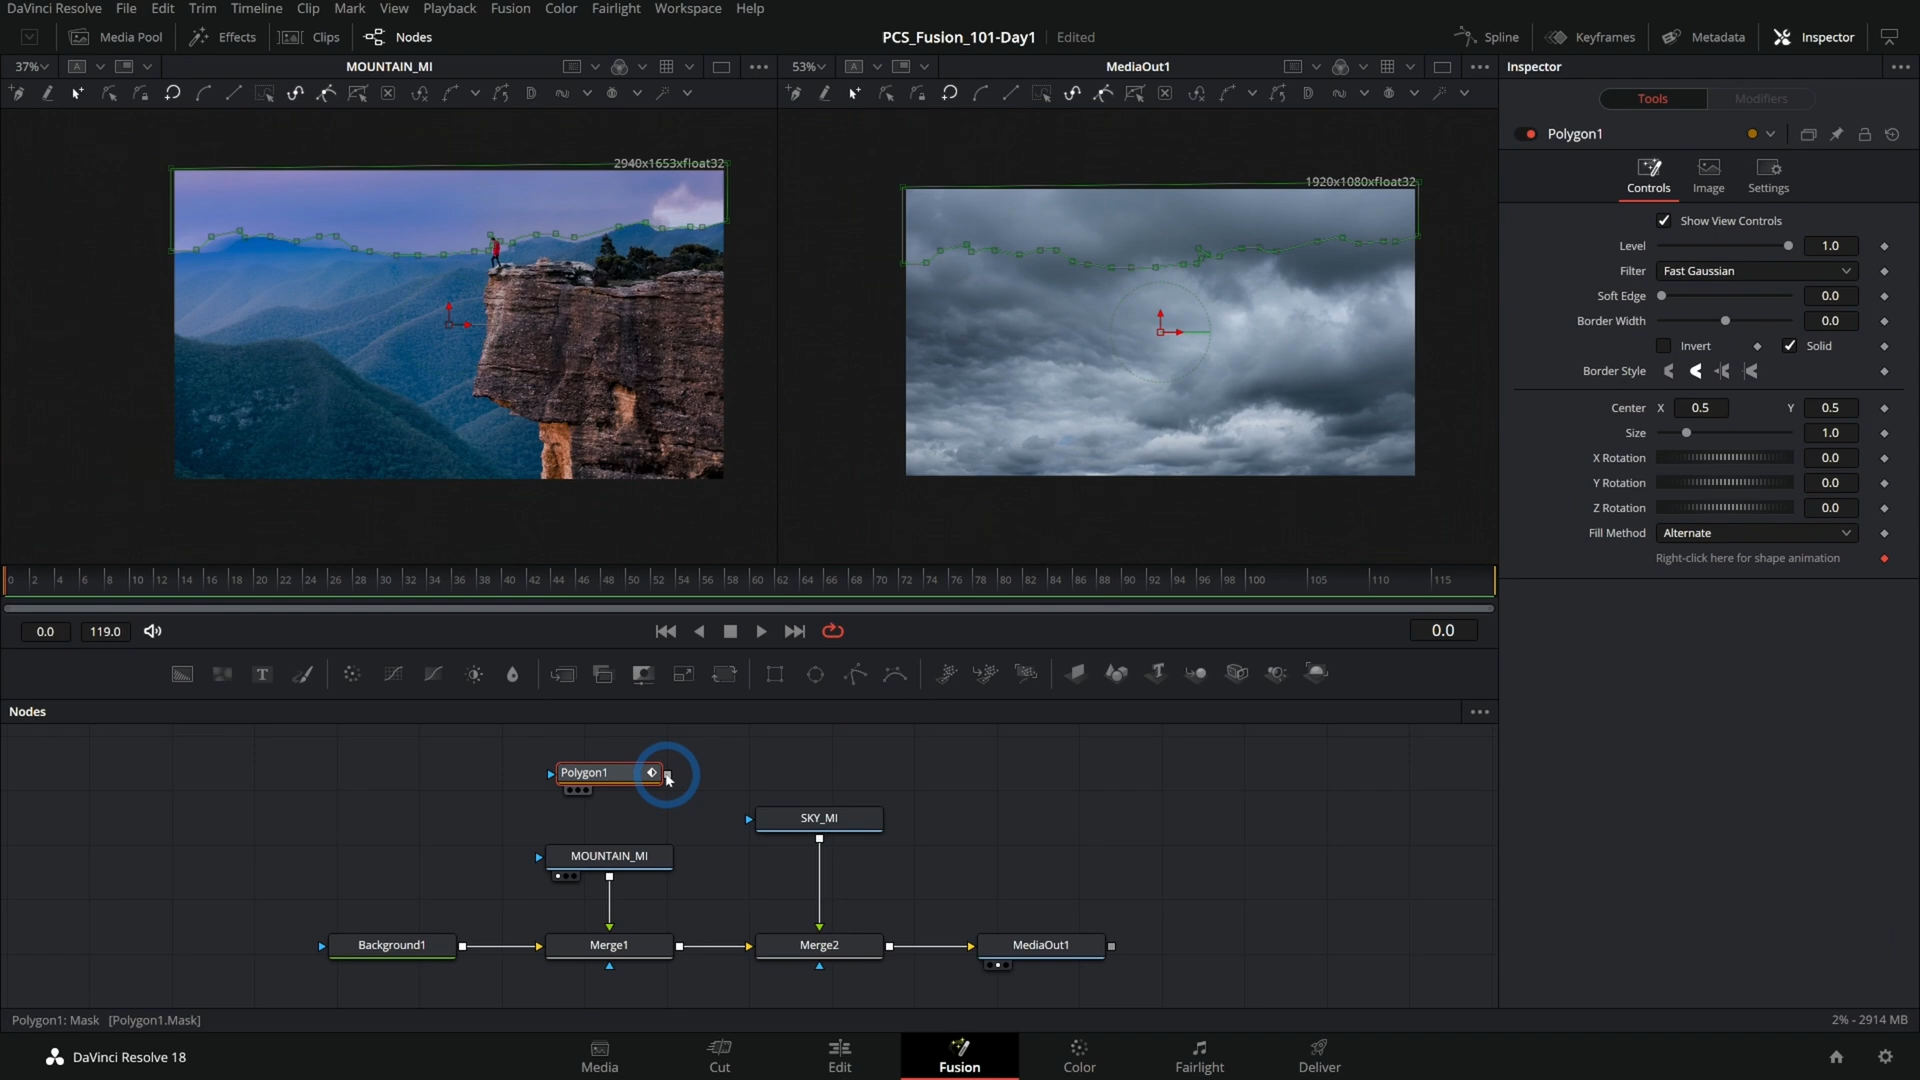 DaVinci Resolve File Edit Trim Timeline Clip Mark View Playback Fusion Color Fairlight Workspace Help
Media Pool Effects Clips Nodes PCS_Fusion_101-Day1 Edited Spline Keyframes Metadata Inspector
37% A MOUNTAIN_MI 53% A MediaOut1 Inspector
Tools Modifiers
Polygon1
Controls Image Settings
2940x1653xfloat32
1920x1080xfloat32
Show View Controls
Level 1.0
Filter Fast Gaussian
Soft Edge 0.0
Border Width 0.0
Invert Solid
Border Style
Center X 0.5 Y 0.5
Size 1.0
X Rotation 0.0
Y Rotation 0.0
Z Rotation 0.0
Fill Method Alternate
Right-click here for shape animation
0 2 4 6 8 10 12 14 16 18 20 22 24 26 28 30 32 34 36 38 40 42 44 46 48 50 52 54 56 58 60 62 64 66 68 70 72 74 76 78 80 82 84 86 88 90 92 94 96 98 100 105 110 115
0.0 119.0 0.0
T T
Nodes
Polygon1
SKY_MI
MOUNTAIN_MI
Background1 Merge1 Merge2 MediaOut1
Polygon1: Mask [Polygon1.Mask] 2% - 2914 MB
DaVinci Resolve 18 Media Cut Edit Fusion Color Fairlight Deliver